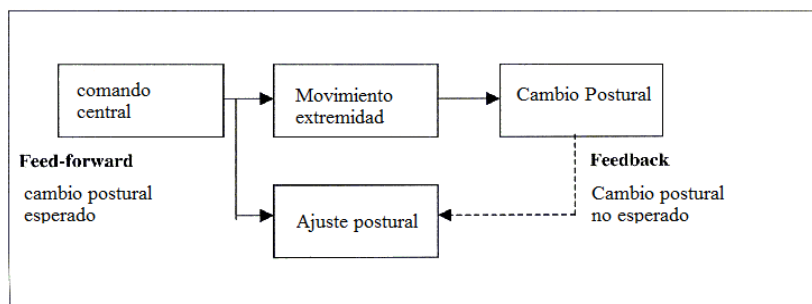 comando
central
Movimiento
extremidad
Cambio Postural
Feed-forward
cambio postural
esperado
Feedback
Cambio postural
no esperado
Ajuste postural